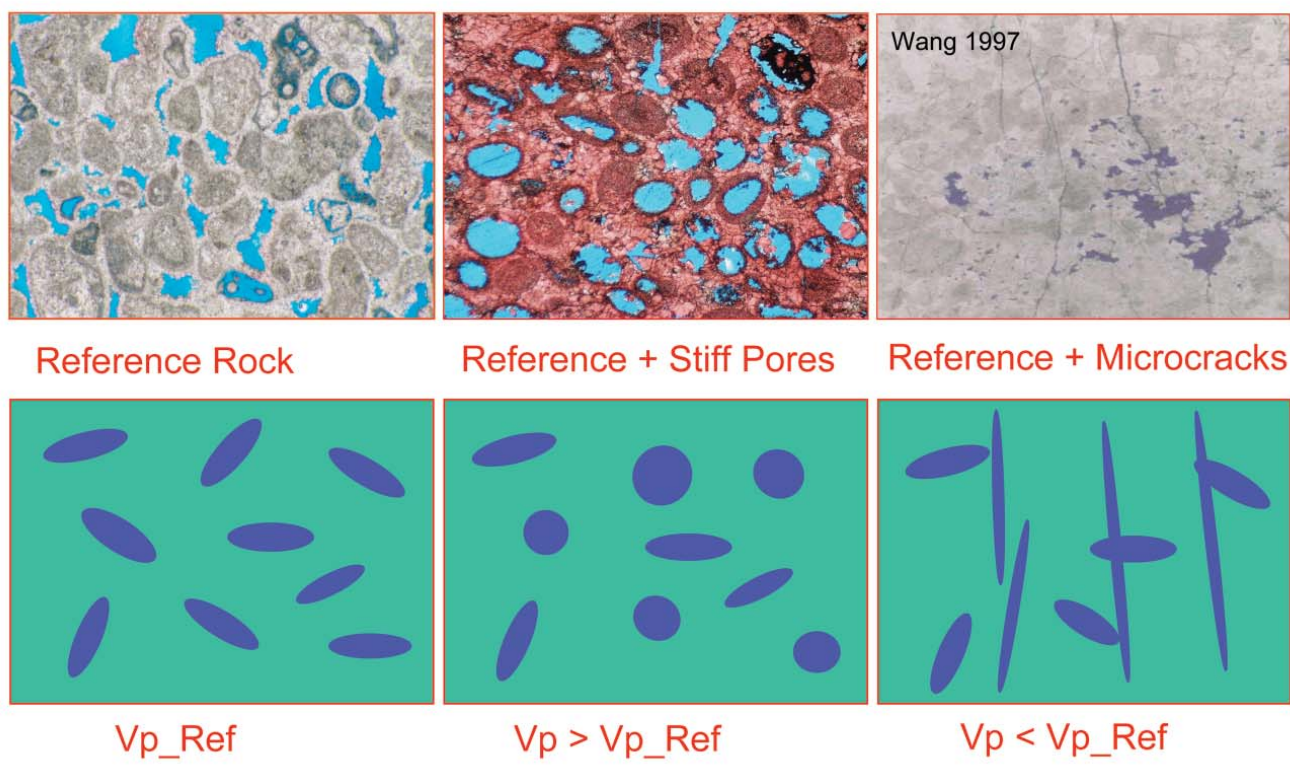 Wang 1997
Reference Rock
Reference + Stiff Pores
Reference + Microcracks
Vp_Ref
Vp > Vp_Ref
Vp < Vp_Ref